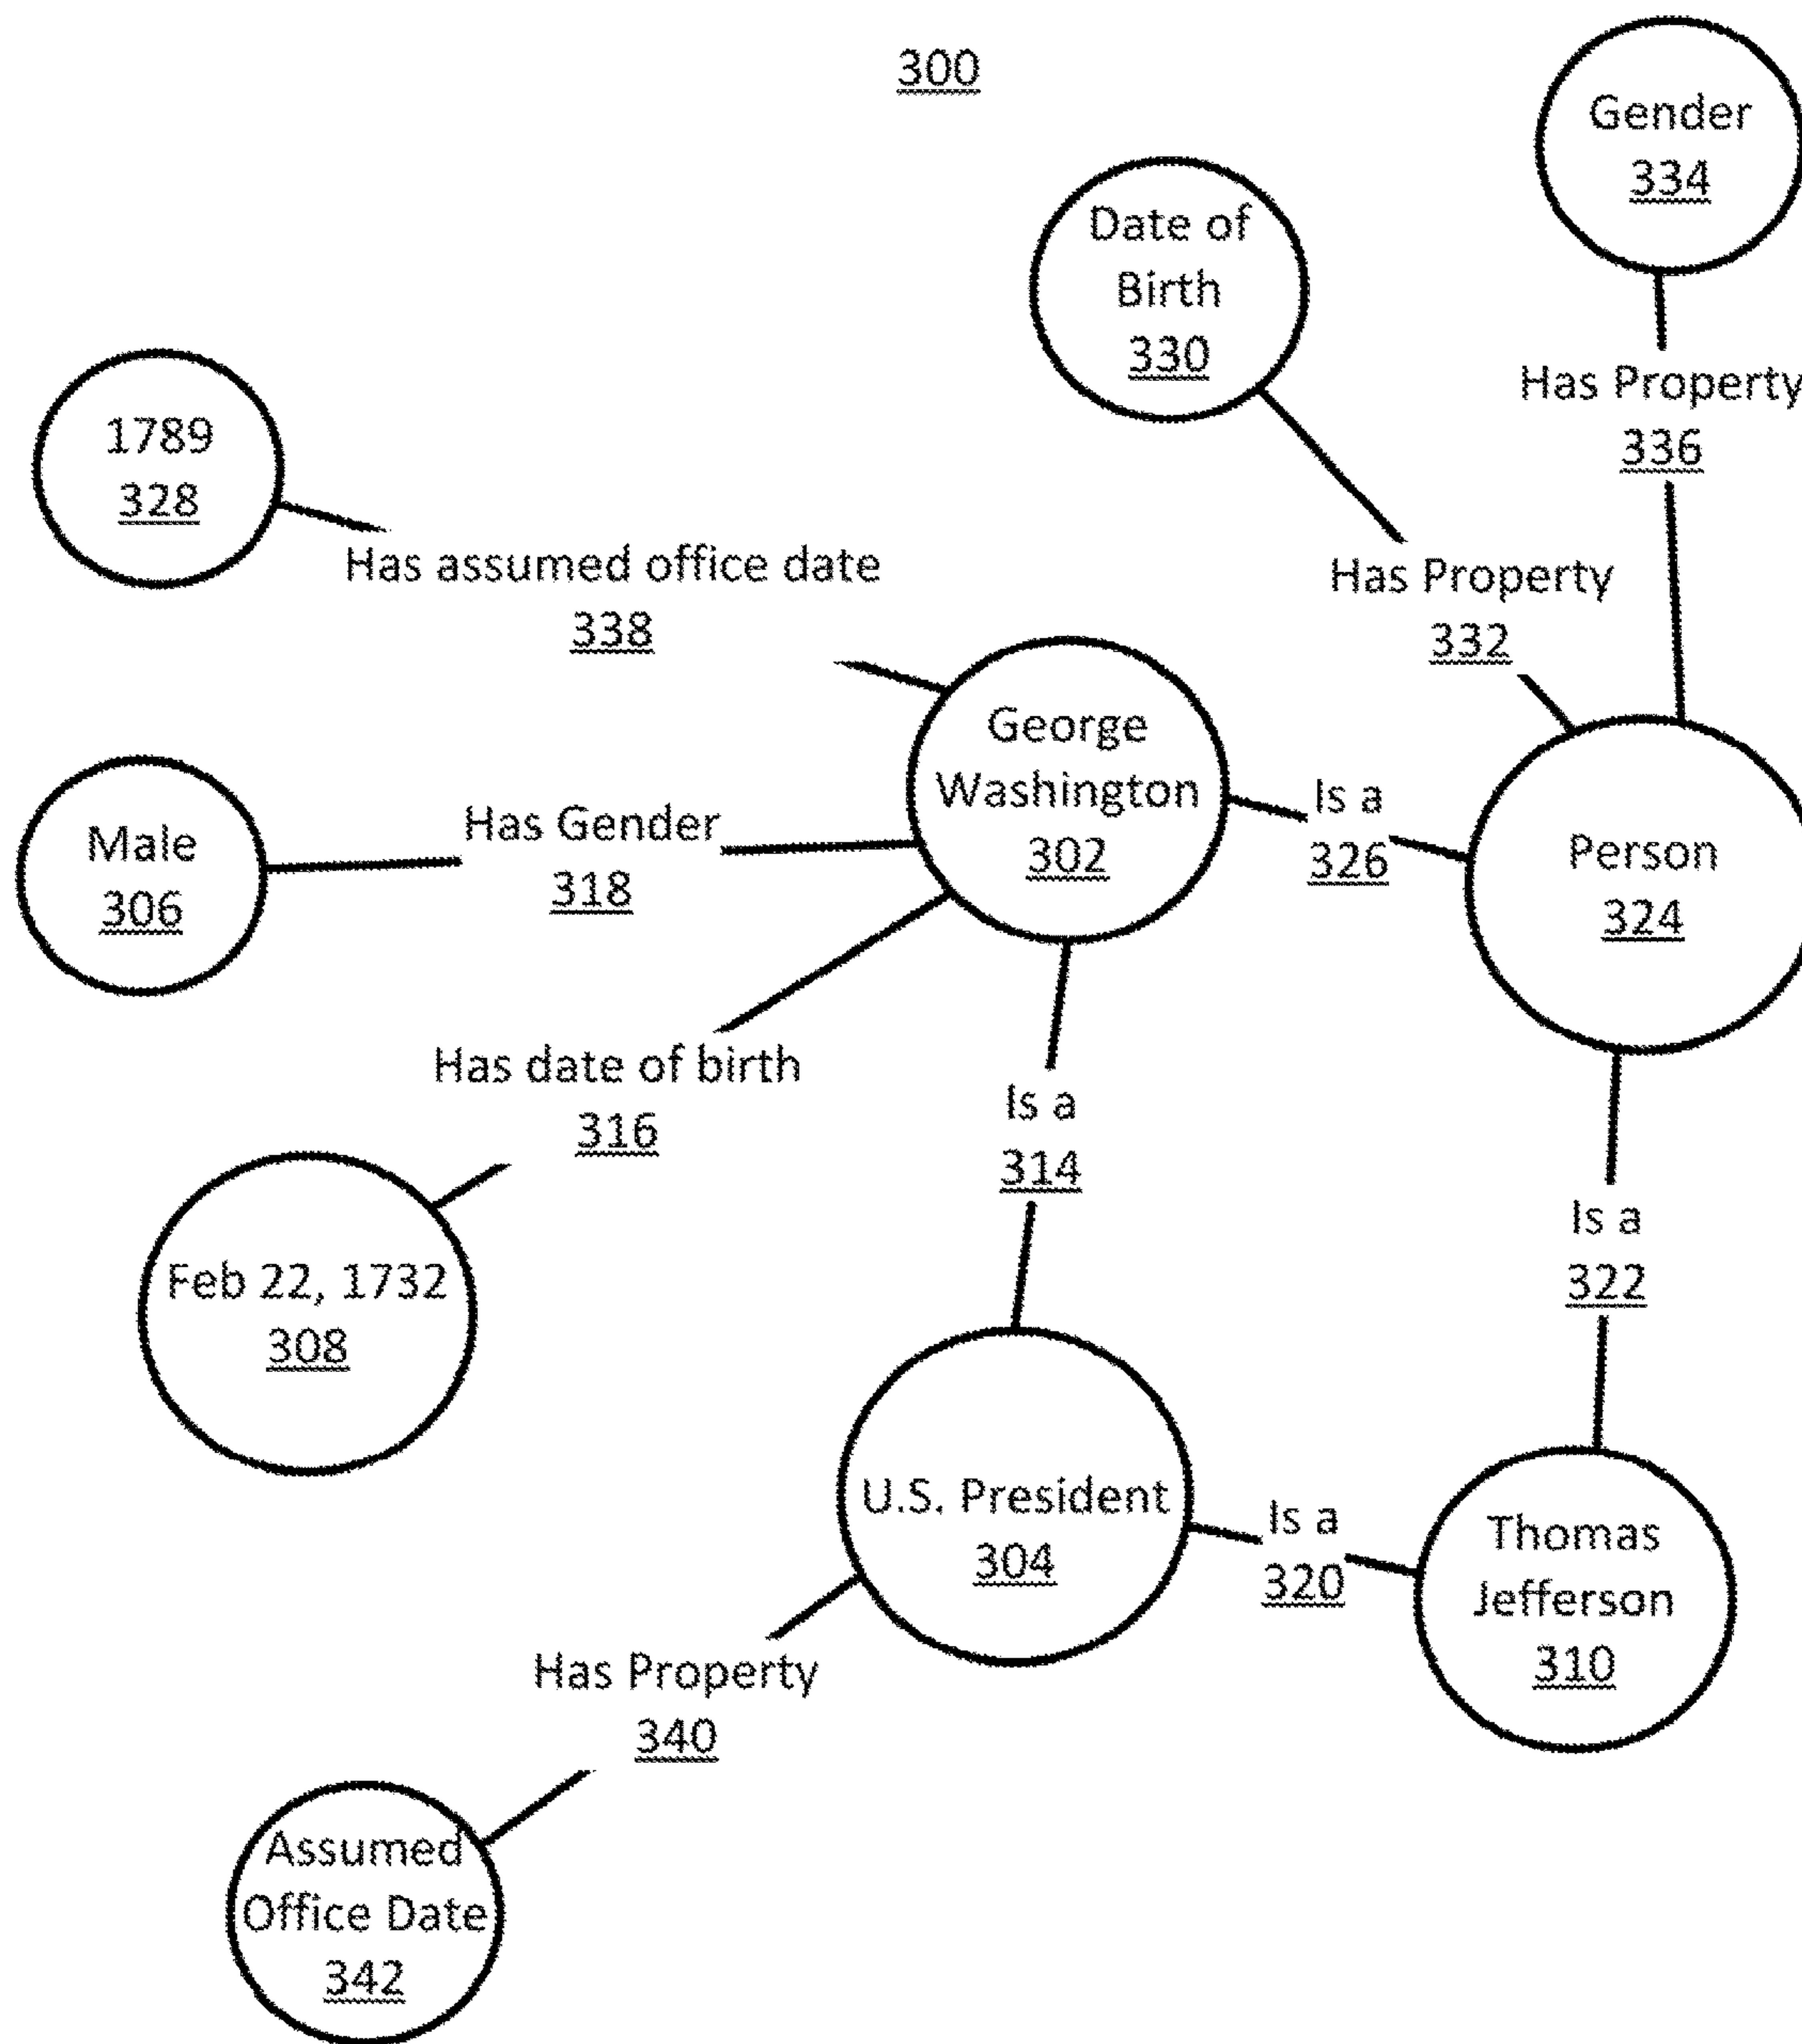 300
Gender
334
Date of
Birth
330
Has Property
336
1789
328
Has assumed office date
338
Has Property
332
George
Washington
302
Is a
326
Person
324
Male
306
Has Gender
318
Has date of birth
316
Is a
314
Is a
322
Feb 22, 1732
308
U.S. President
304
Is a
320
Thomas
Jefferson
310
Has Property
340
Assumed
Office Date
342